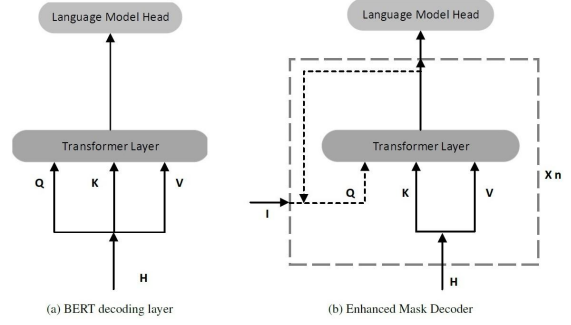 Language Model Head
Transformer Layer
Q
K
V
H
(a) BERT decoding layer
Language Model Head
Transformer Layer
Q
K
V
X n
I
H
(b) Enhanced Mask Decoder